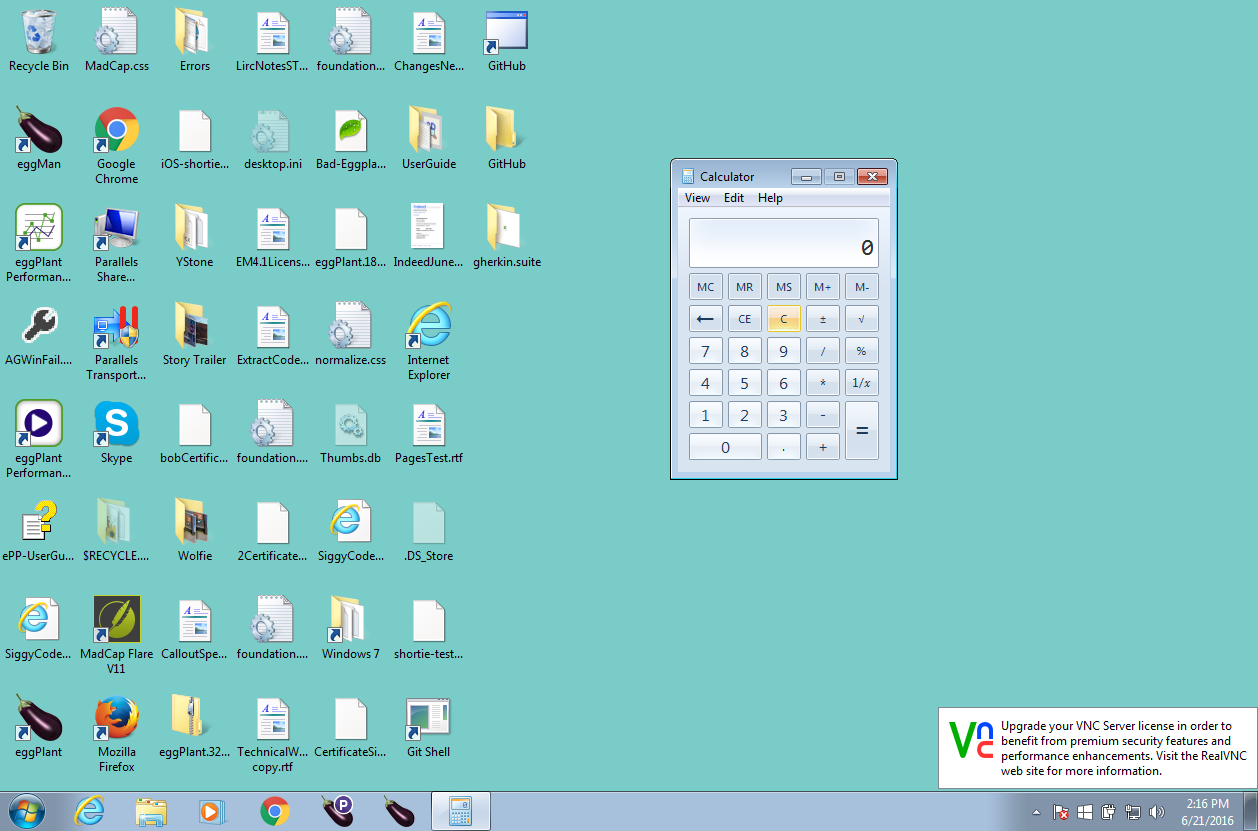 Recycle Bin
MadCap.css
Errors
LircNotesST...
foundation...
ChangesNe...
GitHub
eggMan
Google
Chrome
iOS-shortie...
desktop.ini
Bad-Eggpla...
UserGuide
GitHub
eggPlant
Performan...
Parallels
Share...
YStone
EM4.1Licens...
eggPlant.18...
IndeedJune...
gherkin.suite
AGWinFail....
Parallels
Transport...
Story Trailer
ExtractCode...
normalize.css
Internet
Explorer
eggPlant
Performan...
Skype
bobCertific...
foundation....
Thumbs.db
PagesTest.rtf
ePP-UserGu...
$RECYCLE....
Wolfie
2Certificate...
SiggyCode...
.DS_Store
SiggyCode...
MadCap Flare
V11
CalloutSpe...
foundation....
Windows 7
shortie-test...
eggPlant
Mozilla
Firefox
eggPlant.32...
TechnicalW...
copy.rtf
CertificateSi...
Git Shell
Calculator
View Edit Help
0
MC MR MS M+ M-
← CE C ± √
7 8 9 / %
4 5 6 * 1/x
1 2 3 - =
0 . +
Vnc
Upgrade your VNC Server license in order to
benefit from premium security features and
performance enhancements. Visit the RealVNC
web site for more information.
P
2:16 PM
6/21/2016